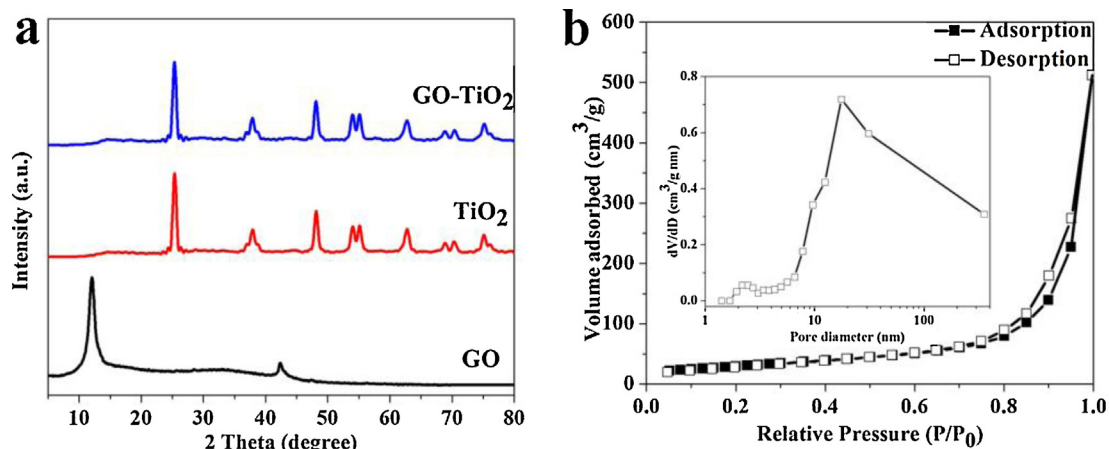 a
GO-TiO2
TiO2
GO
Intensity (a.u.)
10 20 30 40 50 60 70 80
2 Theta (degree)
b
600
500
400
300
200
100
0
Volume adsorbed (cm3/g)
Adsorption
Desorption
0.8
0.6
0.4
0.2
0.0
dV/dD (cm3/g nm)
1 10 100
Pore diameter (nm)
0.0 0.2 0.4 0.6 0.8 1.0
Relative Pressure (P/P0)